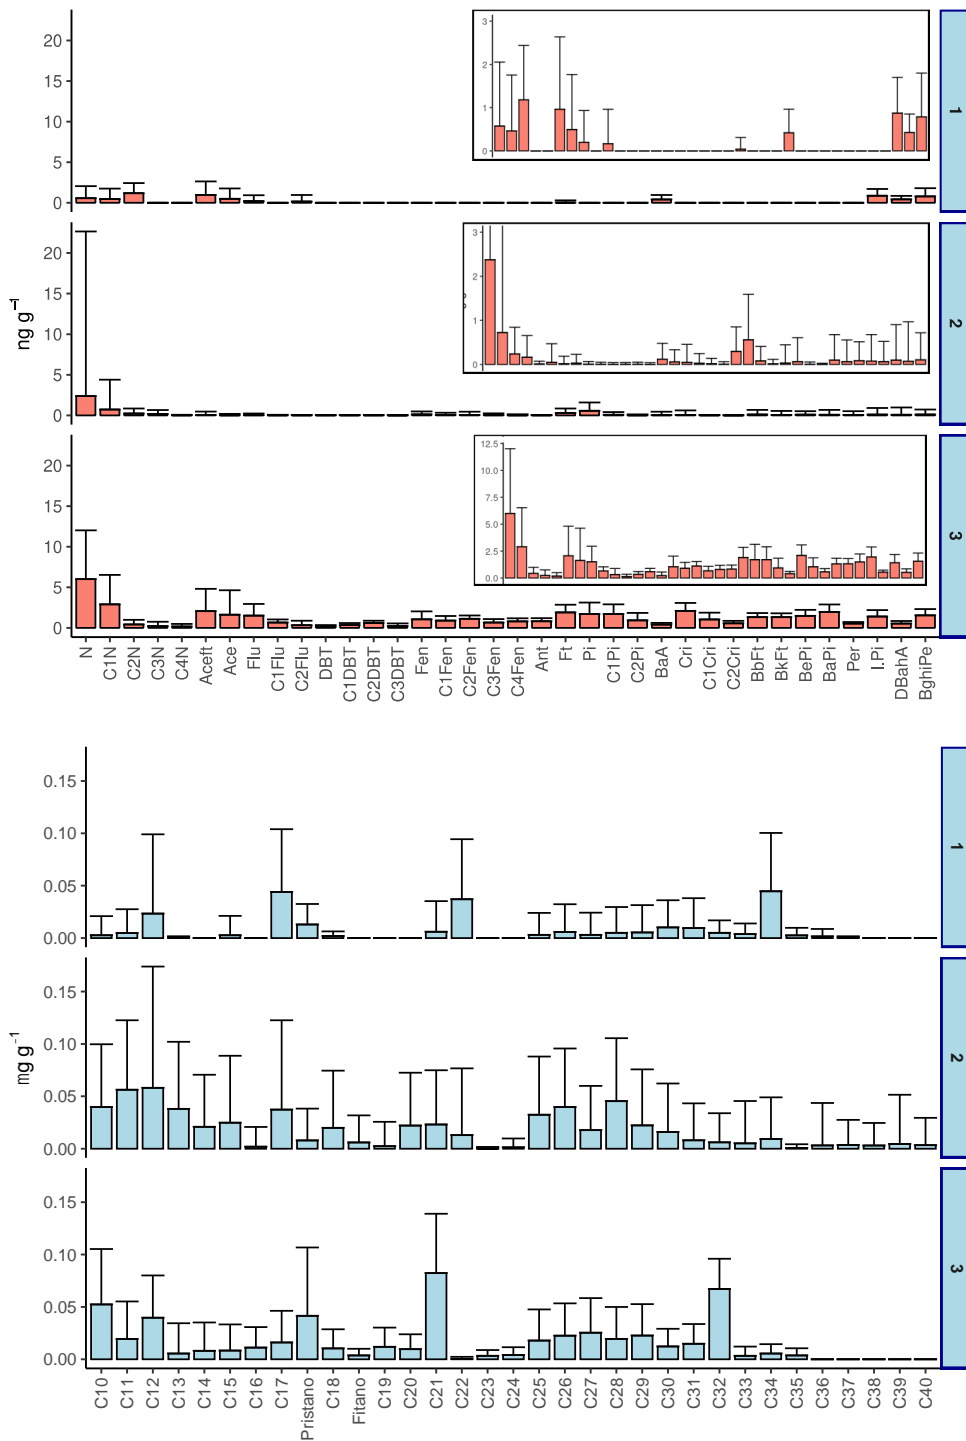 20
15
10
5
0
3
2
1
0
1
ng g⁻¹
20
15
10
5
0
3
2
1
0
2
20
15
10
5
0
12.5
10.0
7.5
5.0
2.5
0.0
3
N
C1N
C2N
C3N
C4N
Aceft
Ace
Flu
C1Flu
C2Flu
DBT
C1DBT
C2DBT
C3DBT
Fen
C1Fen
C2Fen
C3Fen
C4Fen
Ant
Ft
Pi
C1Pi
C2Pi
BaA
Cri
C1Cri
C2Cri
BbFt
BkFt
BePi
BaPi
Per
I.Pi
DBahA
BghiPe
0.15
0.10
0.05
0.00
1
mg g⁻¹
0.15
0.10
0.05
0.00
2
0.15
0.10
0.05
0.00
3
C10
C11
C12
C13
C14
C15
C16
C17
Pristano
C18
Fitano
C19
C20
C21
C22
C23
C24
C25
C26
C27
C28
C29
C30
C31
C32
C33
C34
C35
C36
C37
C38
C39
C40